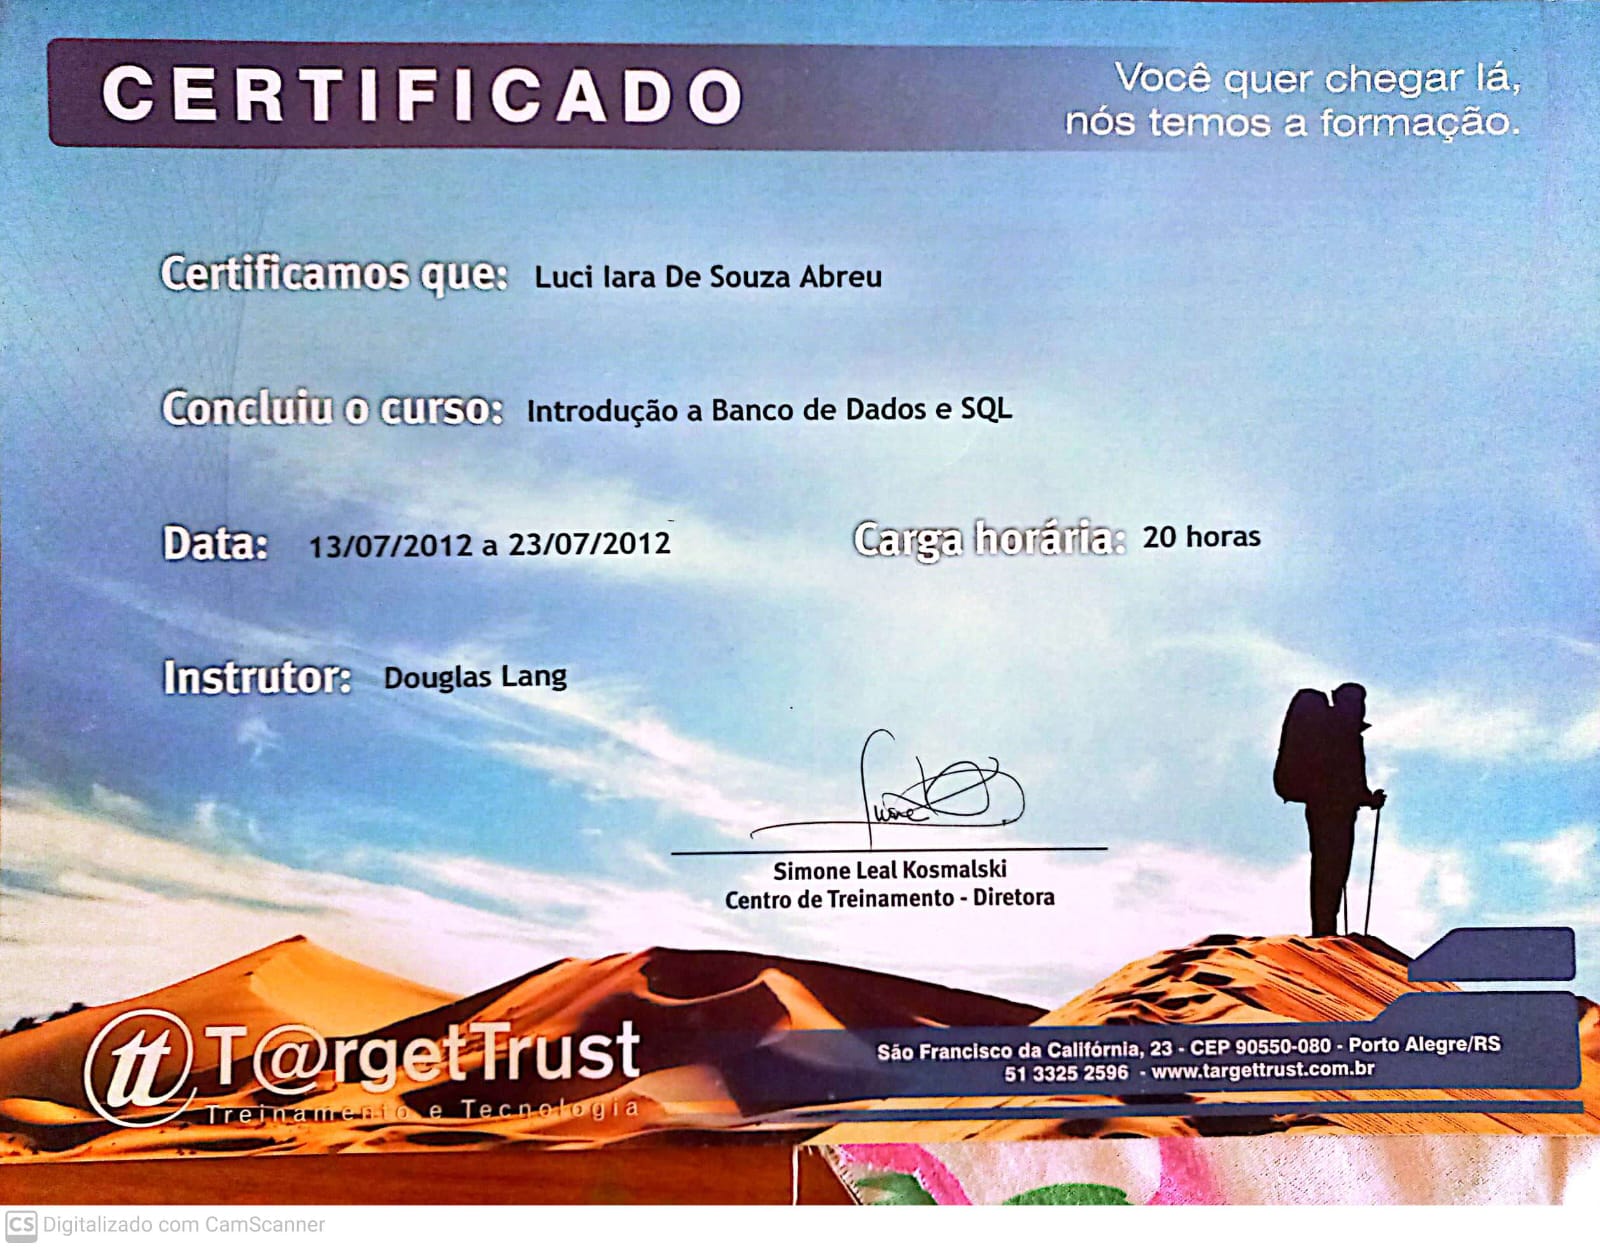 CERTIFICADO
Você quer chegar lá,
nós temos a formação.
Certificamos que: Luci Iara De Souza Abreu
Concluiu o curso: Introdução a Banco de Dados e SQL
Data: 13/07/2012 a 23/07/2012 Carga horária: 20 horas
Instrutor: Douglas Lang
Simone Leal Kosmalski
Centro de Treinamento - Diretora
tt T@rgetTrust
Treinamento e Tecnologia
São Francisco da Califórnia, 23 - CEP 90550-080 - Porto Alegre/RS
51 3325 2596 - www.targettrust.com.br
CS Digitalizado com CamScanner